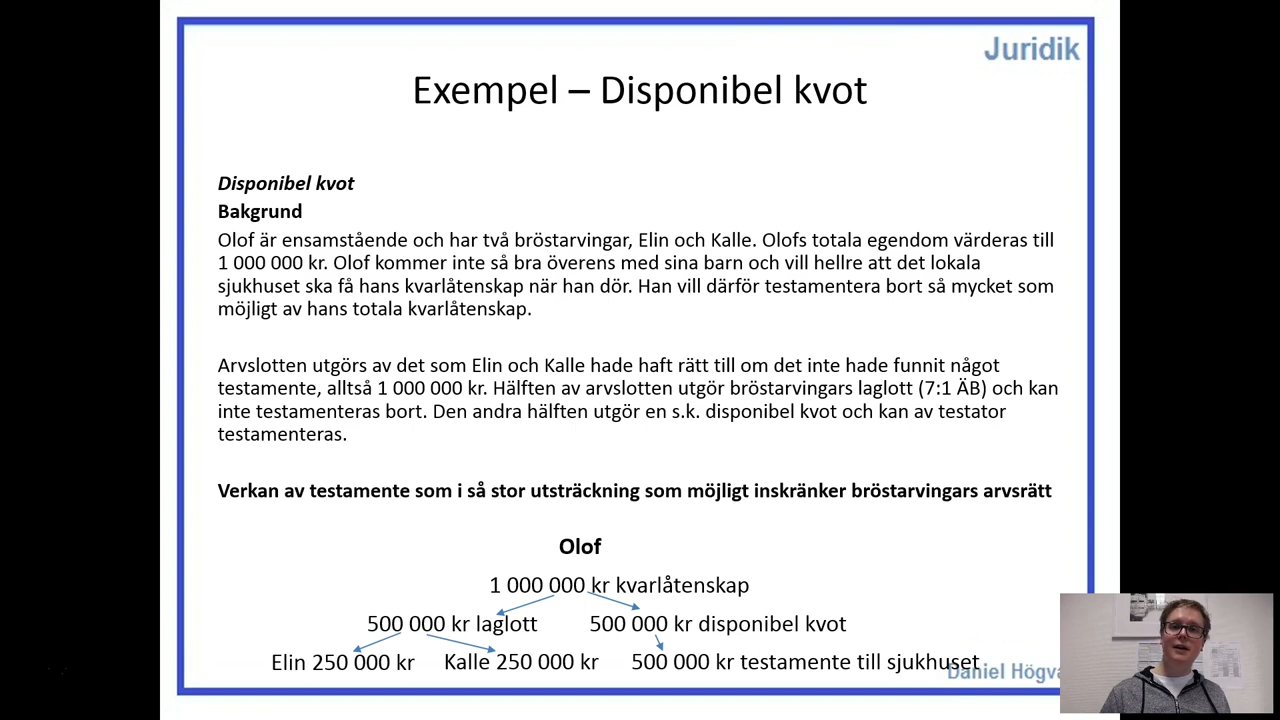 Juridik
Exempel – Disponibel kvot
Disponibel kvot
Bakgrund
Olof är ensamstående och har två bröstarvingar, Elin och Kalle. Olofs totala egendom värderas till
1 000 000 kr. Olof kommer inte så bra överens med sina barn och vill hellre att det lokala
sjukhuset ska få hans kvarlåtenskap när han dör. Han vill därför testamentera bort så mycket som
möjligt av hans totala kvarlåtenskap.
Arvslotten utgörs av det som Elin och Kalle hade haft rätt till om det inte hade funnit något
testamente, alltså 1 000 000 kr. Hälften av arvslotten utgör bröstarvingars laglott (7:1 ÄB) och kan
inte testamenteras bort. Den andra hälften utgör en s.k. disponibel kvot och kan av testator
testamenteras.
Verkan av testamente som i så stor utsträckning som möjligt inskränker bröstarvingars arvsrätt
Olof
1 000 000 kr kvarlåtenskap
500 000 kr laglott 500 000 kr disponibel kvot
Elin 250 000 kr Kalle 250 000 kr 500 000 kr testamente till sjukhuset
Daniel